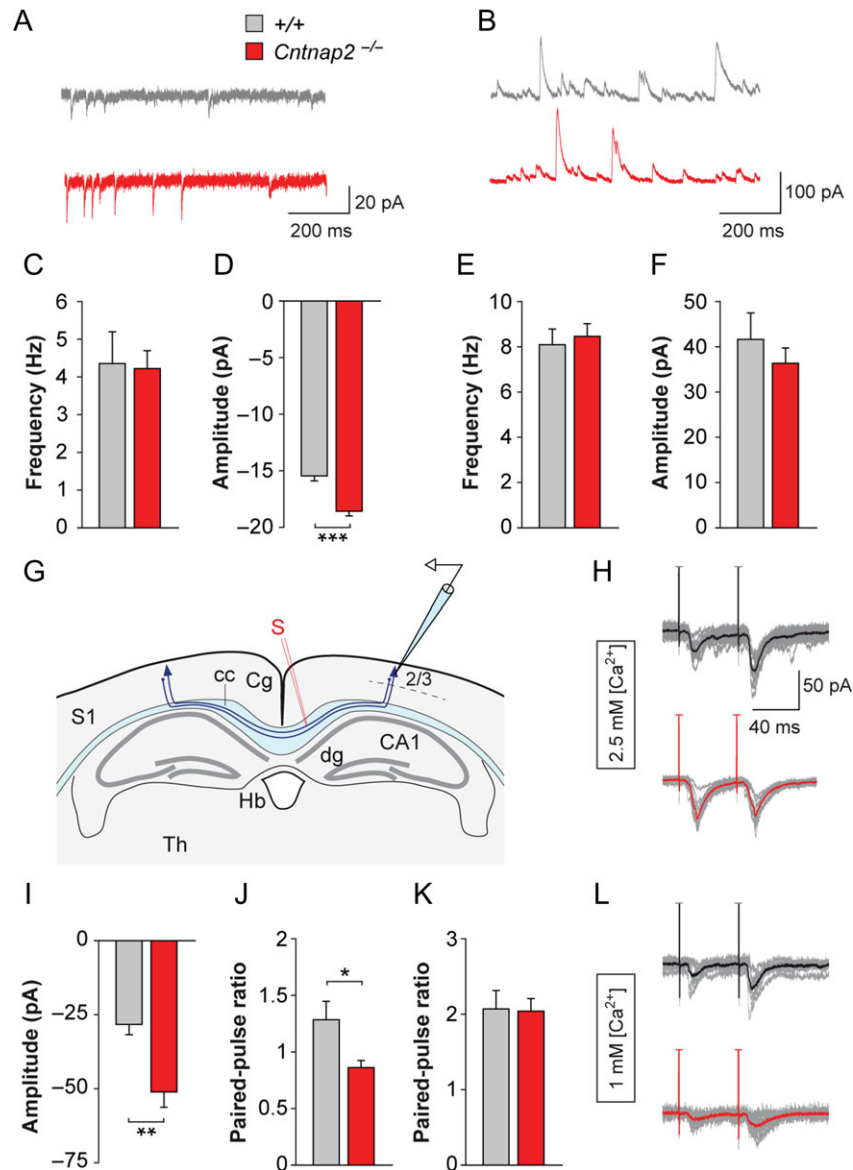 A
+/+
Cntnap2 −/−
B
20 pA
200 ms
100 pA
200 ms
C
Frequency (Hz)
6
5
4
3
2
1
0
D
Amplitude (pA)
0
−5
−10
−15
−20
***
E
Frequency (Hz)
10
8
6
4
2
0
F
Amplitude (pA)
50
40
30
20
10
0
G
S
Cg
cc
2/3
S1
CA1
dg
Hb
Th
H
2.5 mM [Ca2+]
50 pA
40 ms
I
Amplitude (pA)
0
−25
−50
−75
**
J
Paired-pulse ratio
2
1.5
1
0.5
0
*
K
Paired-pulse ratio
3
2
1
0
L
1 mM [Ca2+]